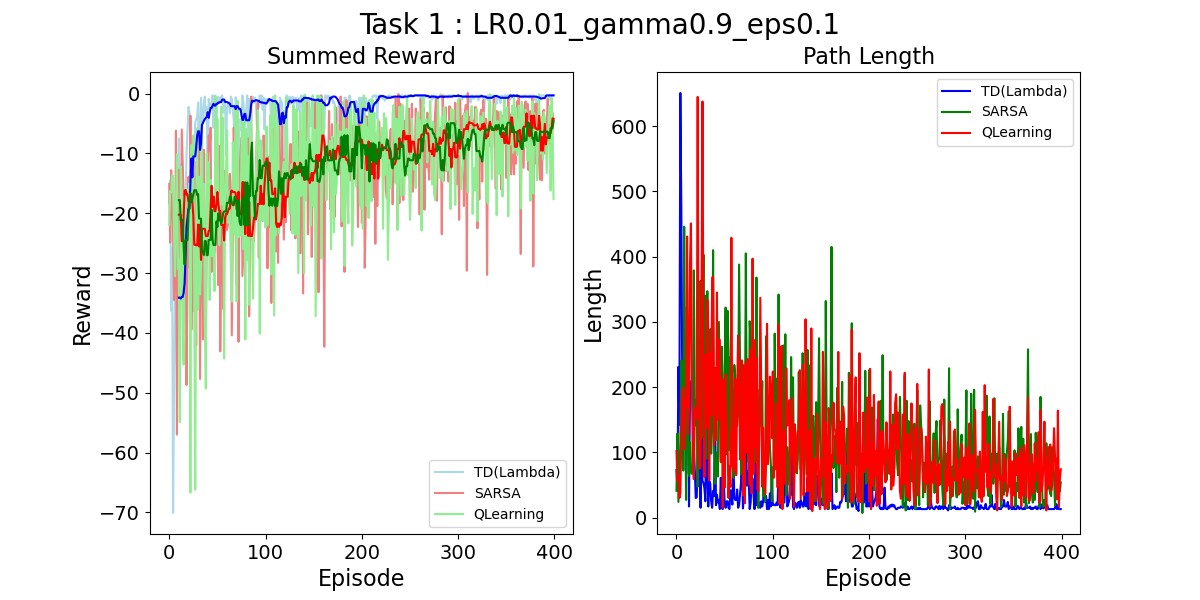 Task 1 : LR0.01_gamma0.9_eps0.1
Summed Reward
Reward
0
−10
−20
−30
−40
−50
−60
−70
0
100
200
300
400
Episode
TD(Lambda)
SARSA
QLearning
Path Length
Length
600
500
400
300
200
100
0
0
100
200
300
400
Episode
TD(Lambda)
SARSA
QLearning